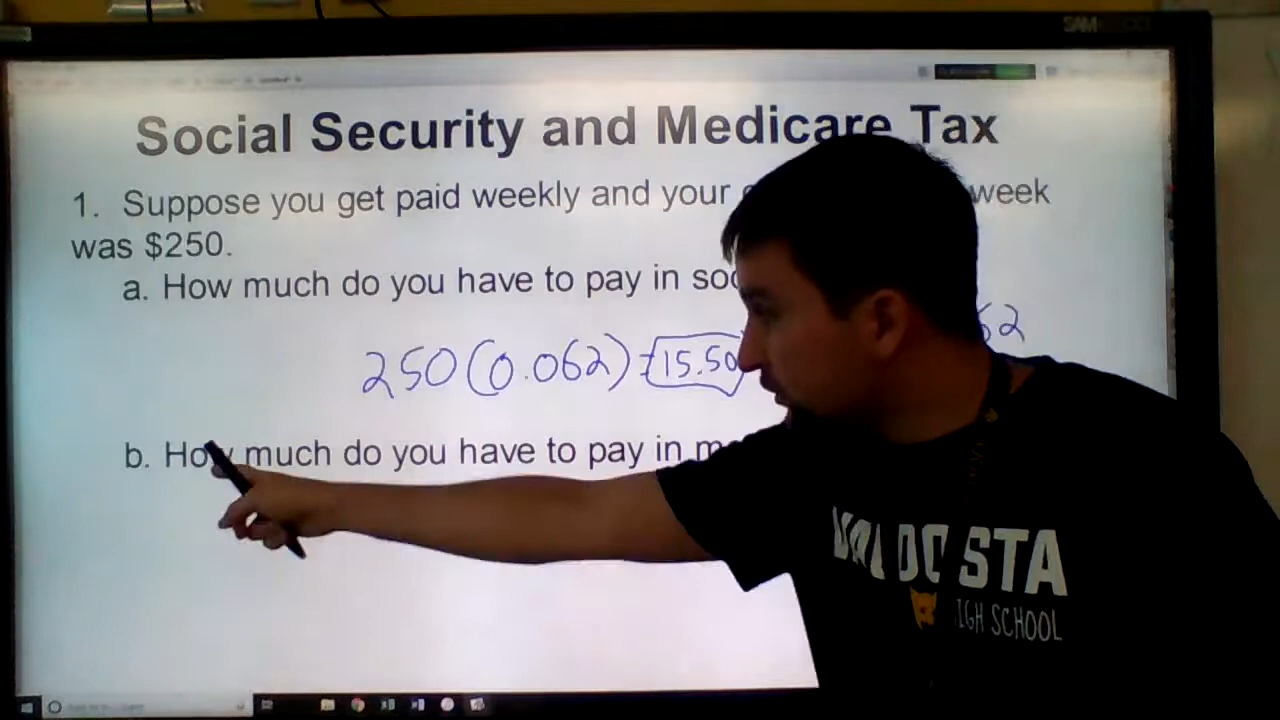 SAM
Social Security and Medicare Tax
1. Suppose you get paid weekly and your week
was $250.
a. How much do you have to pay in soc
62
250(0.062) = 15.50
b. How much do you have to pay in m
VALDOSTA
HIGH SCHOOL